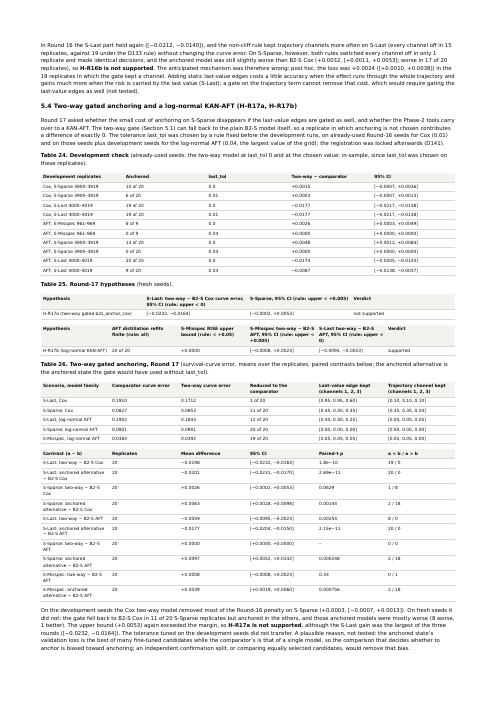 In Round 16 the S-Last part held again ([−0.0212, −0.0140]), and the non-cliff rule kept trajectory channels more often on S-Last (every channel off in 15
replicates, against 19 under the D133 rule) without changing the curve error. On S-Sparse, however, both rules switched every channel off in only 1
replicate and made identical decisions, and the model was still slightly worse than B2-S Cox (+0.0032, [+0.0011, +0.0053]; worse in 17 of 20
replicates), so H-R16b is not supported. The anticipated mechanism was therefore wrong: post hoc, the loss was +0.0024 ([+0.0010, +0.0038]) in the
19 replicates in which the gate kept a channel. Adding static last-value edges costs a little accuracy when the effect runs through the whole trajectory and
gains much more when the risk is carried by the last value (S-Last); a gate on the trajectory term cannot remove that cost, which would require gating the
last-value edges as well (not tested).
5.4 Two-way gated anchoring and a log-normal KAN-AFT (H-R17a, H-R17b)
Round 17 asked whether the small cost of anchoring on S-Sparse disappears if the last-value edges are gated as well, and whether the Phase-2 tools carry
over to a KAN-AFT. The two-way gate (Section 5.1) can fall back to the plain B2-S model itself, so a replicate in which anchoring is not chosen contributes
a difference of exactly 0. The tolerance last_tol was chosen by a rule fixed before the development runs, on already-used Round-16 seeds for Cox (0.01)
and on those seeds plus development seeds for the log-normal AFT (0.04, the largest value of the grid); the registration was locked afterwards (D141).
Table 24. Development check (already-used seeds; the two-way model at last_tol 0 and at the chosen value; in-sample, since last_tol was chosen on
these replicates).
Development replicates Anchored last_tol Two-way − comparator 95% CI
Cox, S-Sparse 3900–3919 10 of 20 0.0 +0.0015 [−0.0007, +0.0036]
Cox, S-Sparse 3900–3919 6 of 20 0.01 +0.0003 [−0.0007, +0.0013]
Cox, S-Last 4000–4019 19 of 20 0.0 −0.0177 [−0.0217, −0.0138]
Cox, S-Last 4000–4019 19 of 20 0.01 −0.0177 [−0.0217, −0.0138]
AFT, S-Misspec 961–969 6 of 9 0.0 +0.0026 [+0.0003, +0.0049]
AFT, S-Misspec 961–969 0 of 9 0.04 +0.0000 [+0.0000, +0.0000]
AFT, S-Sparse 3900–3919 13 of 20 0.0 +0.0048 [+0.0012, +0.0084]
AFT, S-Sparse 3900–3919 0 of 20 0.04 +0.0000 [+0.0000, +0.0000]
AFT, S-Last 4000–4019 20 of 20 0.0 −0.0174 [−0.0205, −0.0143]
AFT, S-Last 4000–4019 9 of 20 0.04 −0.0087 [−0.0138, −0.0037]
Table 25. Round-17 hypotheses (fresh seeds).
Hypothesis S-Last: two-way − B2-S Cox curve error, 95% CI (rule: upper < 0) S-Sparse, 95% CI (rule: upper < +0.005) Verdict
H-R17a (two-way gated b2s_anchor_cox) [−0.0232, −0.0164] [−0.0002, +0.0053] not supported
Hypothesis AFT distillation refits finite (rule: all) S-Misspec RISE upper bound (rule: < +0.05) S-Misspec two-way − B2-S AFT, 95% CI (rule: upper < +0.005) S-Last two-way − B2-S AFT, 95% CI (rule: upper < 0) Verdict
H-R17b (log-normal KAN-AFT) 20 of 20 +0.0000 [−0.0008, +0.0023] [−0.0095, −0.0023] supported
Table 26. Two-way gated anchoring, Round 17 (survival-curve error, means over the replicates; paired contrasts below; the anchored alternative is
the anchored state the gate would have used without last_tol).
Scenario, model family Comparator curve error Two-way curve error Reduced to the comparator Last-value edge kept (channels 1, 2, 3) Trajectory channel kept (channels 1, 2, 3)
S-Last, Cox 0.1910 0.1712 1 of 20 [0.95, 0.95, 0.60] [0.10, 0.10, 0.10]
S-Sparse, Cox 0.0827 0.0853 11 of 20 [0.45, 0.40, 0.45] [0.35, 0.35, 0.20]
S-Last, log-normal AFT 0.1902 0.1843 12 of 20 [0.40, 0.40, 0.25] [0.05, 0.05, 0.05]
S-Sparse, log-normal AFT 0.0901 0.0901 20 of 20 [0.00, 0.00, 0.00] [0.00, 0.00, 0.00]
S-Misspec, log-normal AFT 0.0384 0.0392 19 of 20 [0.05, 0.05, 0.05] [0.05, 0.05, 0.05]
Contrast (a − b) Replicates Mean difference 95% CI Paired-t p a < b / a > b
S-Last: two-way − B2-S Cox 20 −0.0198 [−0.0232, −0.0164] 1.8e−10 19 / 0
S-Last: anchored alternative − B2-S Cox 20 −0.0201 [−0.0231, −0.0170] 2.69e−11 20 / 0
S-Sparse: two-way − B2-S Cox 20 +0.0026 [−0.0002, +0.0053] 0.0629 1 / 8
S-Sparse: anchored alternative − B2-S Cox 20 +0.0063 [+0.0028, +0.0098] 0.00144 2 / 18
S-Last: two-way − B2-S AFT 20 −0.0059 [−0.0095, −0.0023] 0.00254 8 / 0
S-Last: anchored alternative − B2-S AFT 20 −0.0177 [−0.0204, −0.0150] 2.15e−11 20 / 0
S-Sparse: two-way − B2-S AFT 20 +0.0000 [+0.0000, +0.0000] – 0 / 0
S-Sparse: anchored alternative − B2-S AFT 20 +0.0097 [+0.0052, +0.0142] 0.000248 2 / 18
S-Misspec: two-way − B2-S AFT 20 +0.0008 [−0.0008, +0.0023] 0.33 0 / 1
S-Misspec: anchored alternative − B2-S AFT 20 +0.0039 [+0.0019, +0.0060] 0.000756 2 / 18
On the development seeds the Cox two-way model removed most of the Round-16 penalty on S-Sparse (+0.0003, [−0.0007, +0.0013]). On fresh seeds it
did not: the gate fell back to B2-S Cox in 11 of 20 S-Sparse replicates but anchored in the others, and those anchored models were mostly worse (8 worse,
1 better). The upper bound (+0.0053) again exceeded the margin, so H-R17a is not supported, although the S-Last gain was the largest of the three
rounds ([−0.0232, −0.0164]). The tolerance tuned on the development seeds did not transfer. A plausible reason, not tested: the anchored state's
validation loss is the best of many fine-tuned candidates while the comparator's is that of a single model, so the comparison that decides whether to
anchor is biased toward anchoring; an independent confirmation split, or comparing equally selected candidates, would remove that bias.